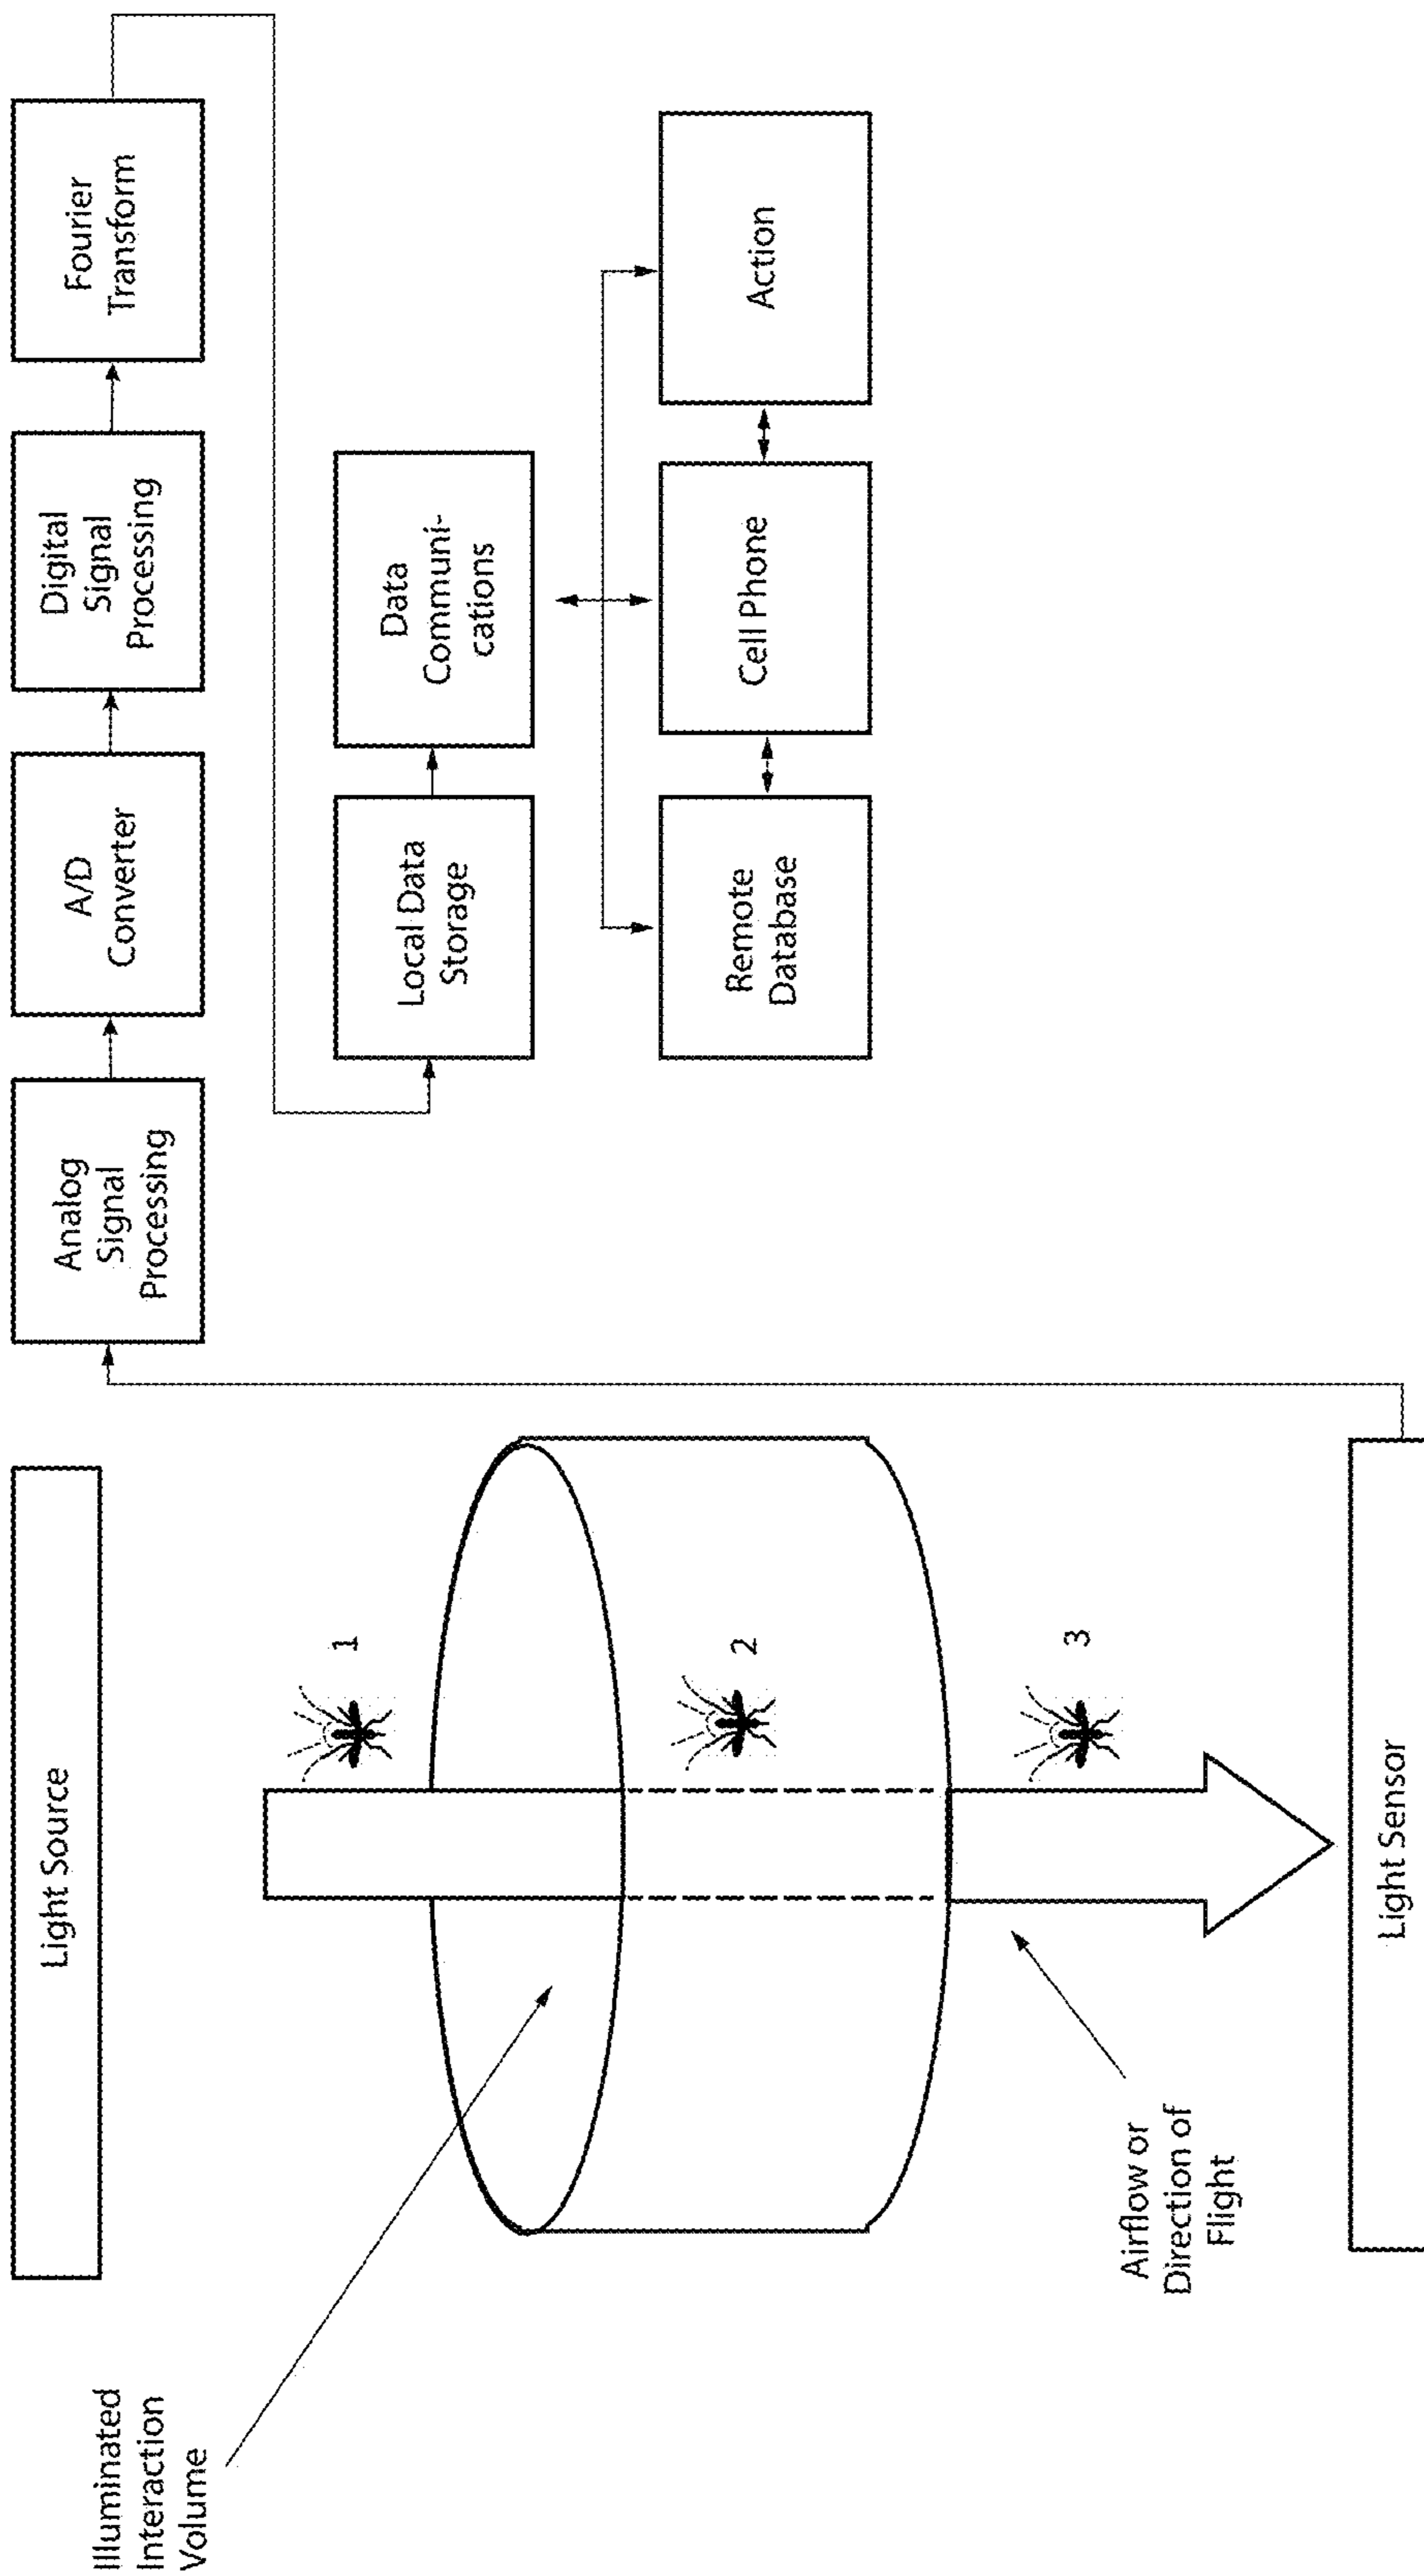 Light Source
Illuminated
Interaction
Volume
1
2
3
Airflow or
Direction of
Flight
Light Sensor
Analog
Signal
Processing
A/D
Converter
Digital
Signal
Processing
Fourier
Transform
Local Data
Storage
Data
Communi-
cations
Remote
Database
Cell Phone
Action